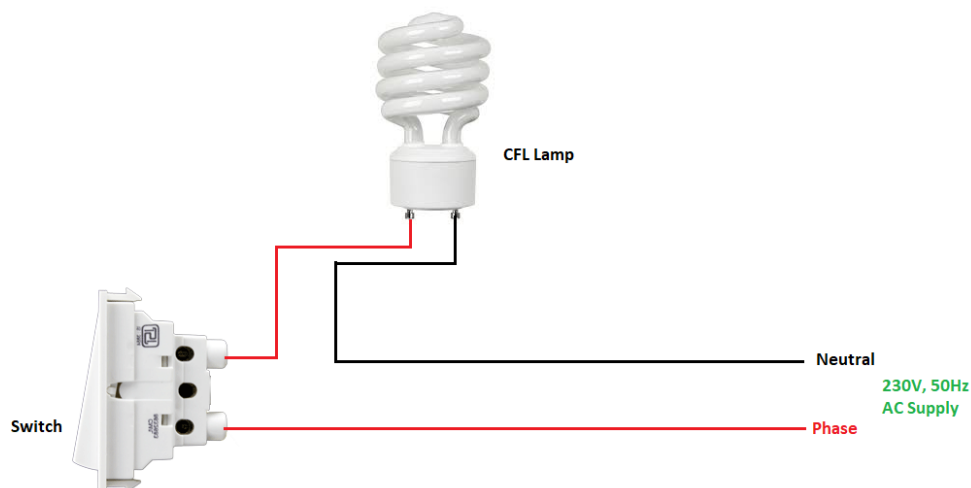 CFL Lamp
Neutral
230V, 50Hz
AC Supply
Switch
Phase